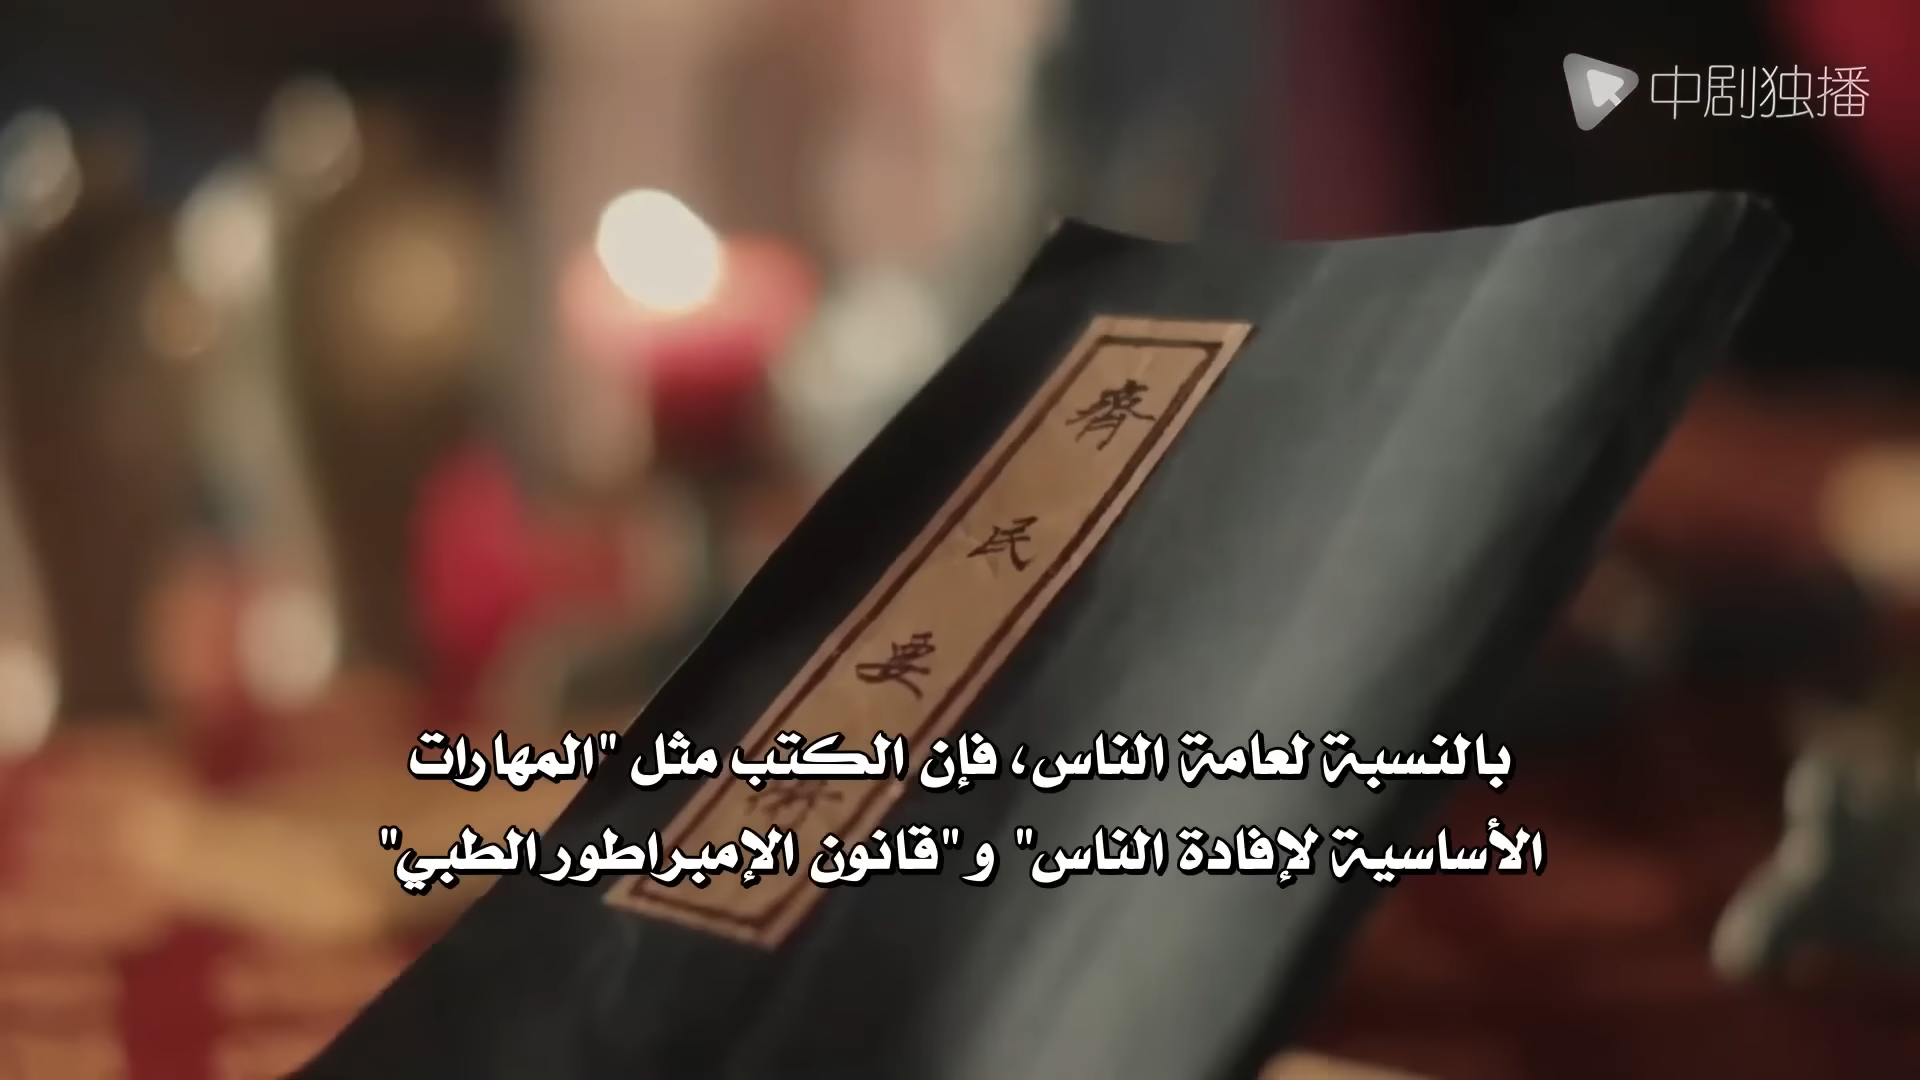 中剧独播
齊民要術
بالنسبة لعامة الناس، فإن الكتب مثل "المهارات
الأساسية لإفادة الناس" و "قانون الإمبراطور الطبي"